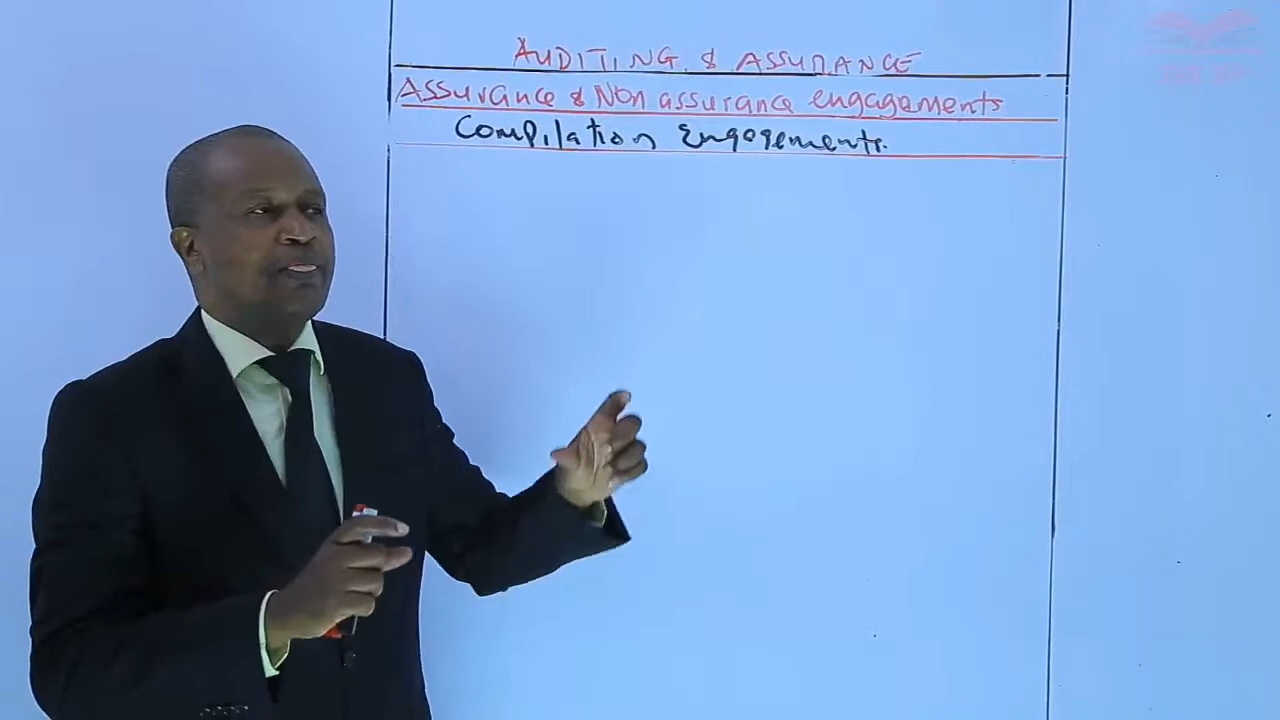 AUDITING & ASSURANCE
Assurance & Non assurance engagements
Compilation Engagements.